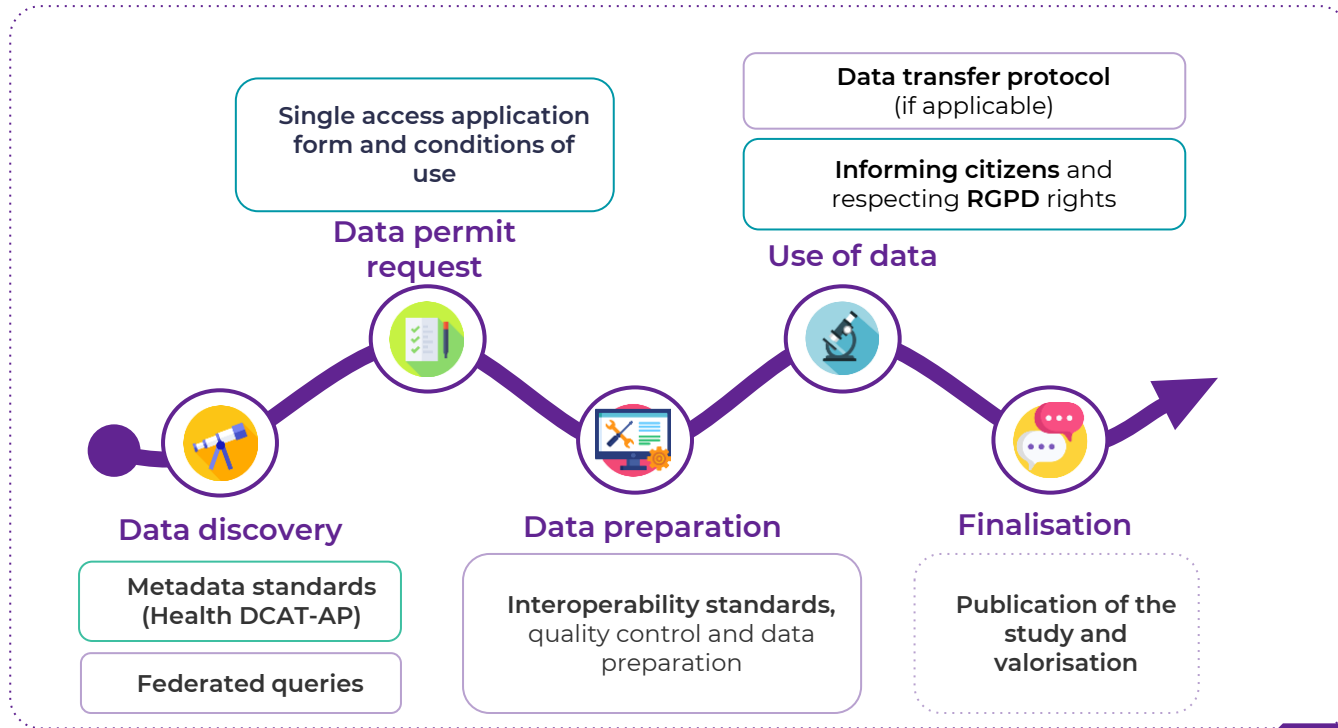 Single access application
form and conditions of
use
Data permit
request
Data transfer protocol
(if applicable)
Informing citizens and
respecting RGPD rights
Use of data
Data discovery
Metadata standards
(Health DCAT-AP)
Federated queries
Data preparation
Interoperability standards,
quality control and data
preparation
Finalisation
Publication of the
study and
valorisation